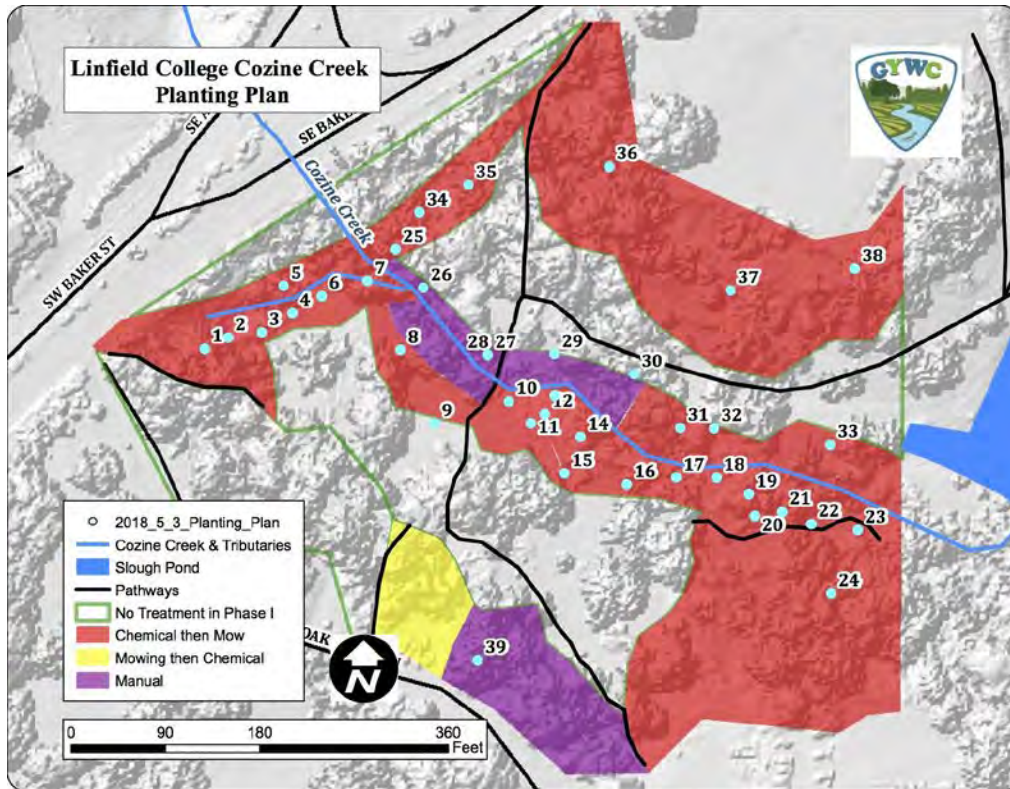 Linfield College Cozine Creek
Planting Plan
GYWC
SE BAKER
SW BAKER ST
Cozine Creek
36
35
34
38
25
37
5
7
26
6
4
3
2
1
8
28
27
29
30
10
12
9
11
14
31
32
33
15
16
17
18
19
21
20
22
23
24
39
OAK
2018_5_3_Planting_Plan
Cozine Creek & Tributaries
Slough Pond
Pathways
No Treatment in Phase I
Chemical then Mow
Mowing then Chemical
Manual
N
0 90 180 360
Feet